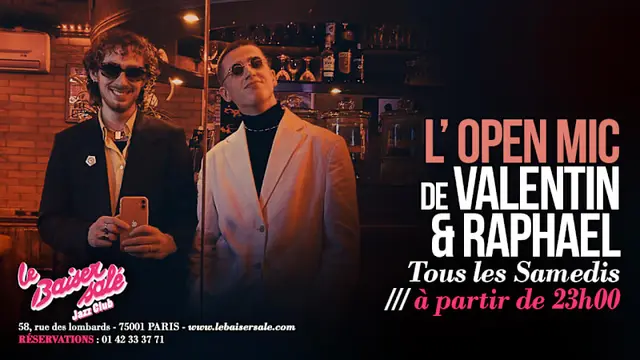 L' OPEN MIC
DE VALENTIN
& RAPHAEL
Tous les Samedis
/// à partir de 23h00
le
Baiser
salé
Jazz Club
58, rue des lombards - 75001 PARIS - www.lebaisersale.com
RÉSERVATIONS : 01 42 33 37 71